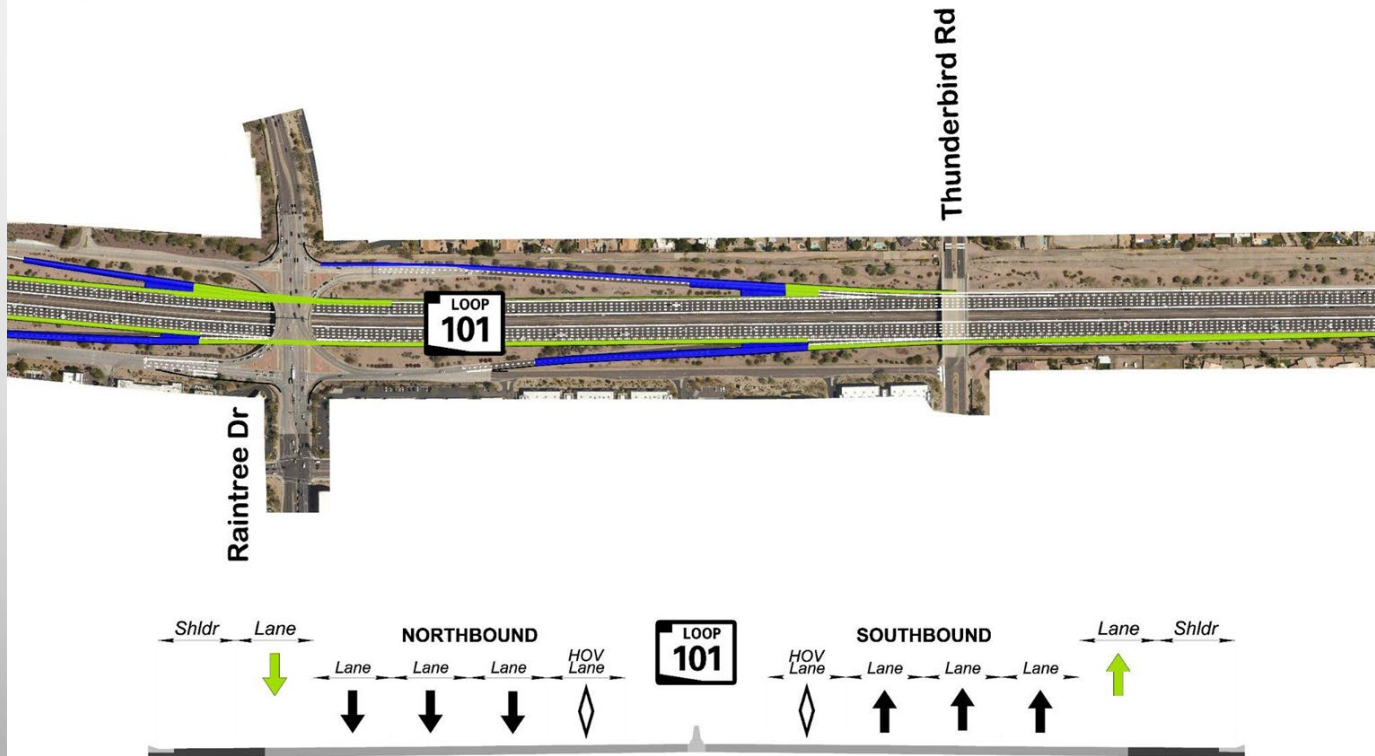 Thunderbird Rd
LOOP
101
Raintree Dr
Shldr
Lane
NORTHBOUND
LOOP
101
SOUTHBOUND
Lane
Shldr
Lane
Lane
Lane
HOV
Lane
HOV
Lane
Lane
Lane
Lane